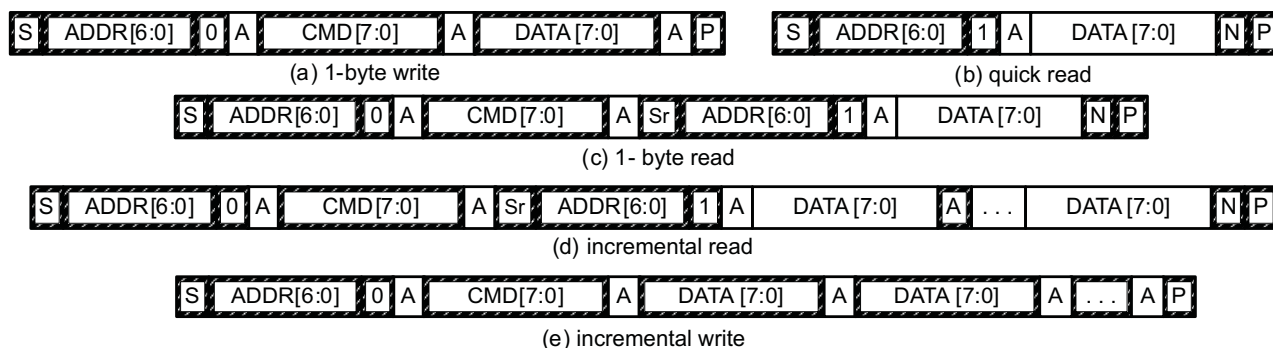 S ADDR[6:0] 0 A CMD[7:0] A DATA[7:0] A P
(a) 1-byte write
S ADDR[6:0] 1 A DATA[7:0] N P
(b) quick read
S ADDR[6:0] 0 A CMD[7:0] A Sr ADDR[6:0] 1 A DATA[7:0] N P
(c) 1- byte read
S ADDR[6:0] 0 A CMD[7:0] A Sr ADDR[6:0] 1 A DATA[7:0] A . . . DATA[7:0] N P
(d) incremental read
S ADDR[6:0] 0 A CMD[7:0] A DATA[7:0] A DATA[7:0] A . . . A P
(e) incremental write